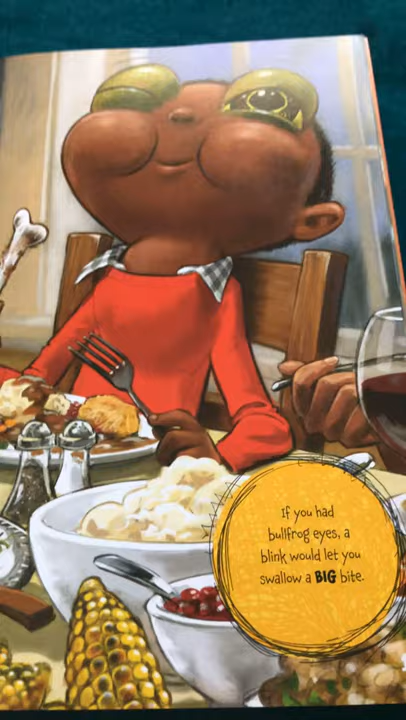 If you had
bullfrog eyes, a
blink would let you
swallow a BIG bite.